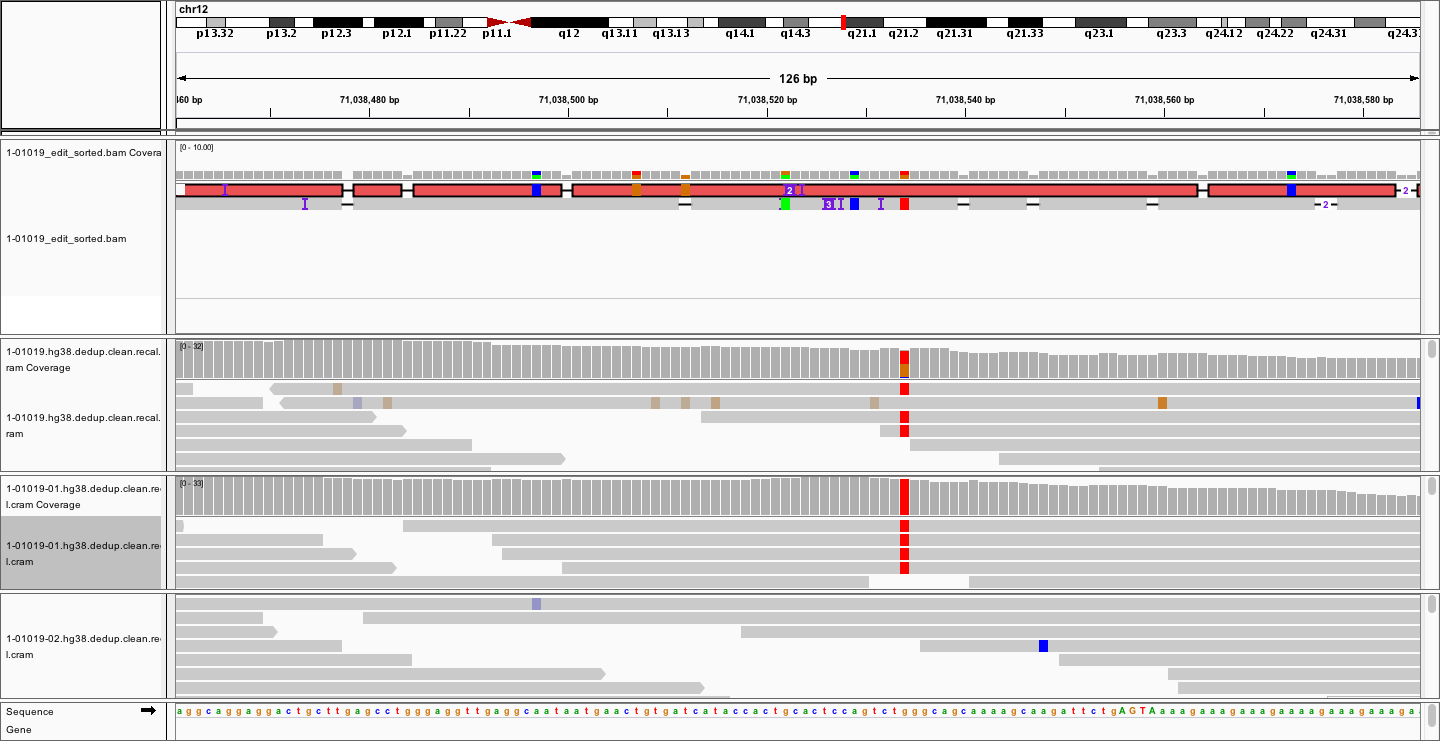 chr12
p13.32 p13.2 p12.3 p12.1 p11.22 p11.1 q12 q13.11 q13.13 q14.1 q14.3 q21.1 q21.2 q21.31 q21.33 q23.1 q23.3 q24.12 q24.22 q24.31 q24.3
126 bp
460 bp 71,038,480 bp 71,038,500 bp 71,038,520 bp 71,038,540 bp 71,038,560 bp 71,038,580 bp
1-01019_edit_sorted.bam Covera
[0 - 10.00]
2 2
3 2
1-01019_edit_sorted.bam
1-01019.hg38.dedup.clean.recal.
ram Coverage
[0 - 32]
1-01019.hg38.dedup.clean.recal.
ram
1-01019-01.hg38.dedup.clean.re
l.cram Coverage
[0 - 33]
1-01019-01.hg38.dedup.clean.re
l.cram
1-01019-02.hg38.dedup.clean.re
l.cram
Sequence
a g g c a g g a g g a c t g c t t g a g c c t g g g a g g t t g a g g c a a t a a t g a a c t g t g a t c a t a c c a c t g c a c t c c a g t c t g g g c a g c a a a a g c a a g a t t c t g A G T A a a a g a a a g a a a g a a a a g a a a g a a a g a
Gene